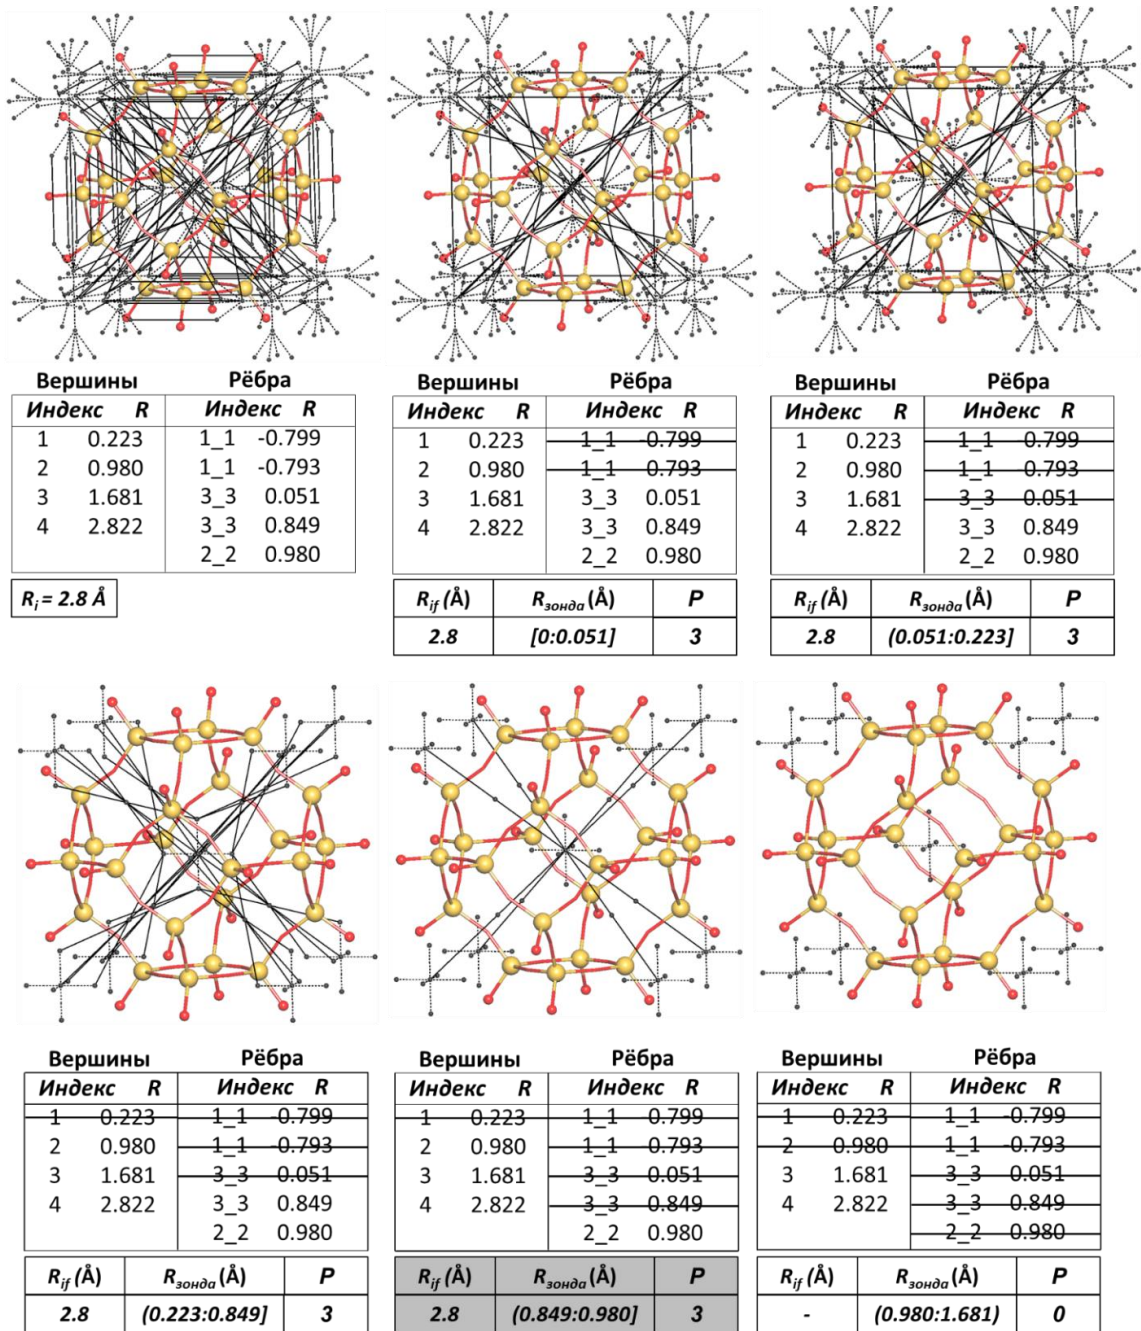 Вершины Рёбра
Индекс R Индекс R
1 0.223 1_1 -0.799
2 0.980 1_1 -0.793
3 1.681 3_3 0.051
4 2.822 3_3 0.849
2_2 0.980
Ri = 2.8 Å
Вершины Рёбра
Индекс R Индекс R
1 0.223 1_1 -0.799
2 0.980 1_1 -0.793
3 1.681 3_3 0.051
4 2.822 3_3 0.849
2_2 0.980
Rif (Å) Rзонда (Å) P
2.8 [0:0.051] 3
Вершины Рёбра
Индекс R Индекс R
1 0.223 1_1 -0.799
2 0.980 1_1 -0.793
3 1.681 3_3 0.051
4 2.822 3_3 0.849
2_2 0.980
Rif (Å) Rзонда (Å) P
2.8 (0.051:0.223] 3
Вершины Рёбра
Индекс R Индекс R
1 0.223 1_1 -0.799
2 0.980 1_1 -0.793
3 1.681 3_3 0.051
4 2.822 3_3 0.849
2_2 0.980
Rif (Å) Rзонда (Å) P
2.8 (0.223:0.849] 3
Вершины Рёбра
Индекс R Индекс R
1 0.223 1_1 -0.799
2 0.980 1_1 -0.793
3 1.681 3_3 0.051
4 2.822 3_3 0.849
2_2 0.980
Rif (Å) Rзонда (Å) P
2.8 (0.849:0.980] 3
Вершины Рёбра
Индекс R Индекс R
1 0.223 1_1 -0.799
2 0.980 1_1 -0.793
3 1.681 3_3 0.051
4 2.822 3_3 0.849
2_2 0.980
Rif (Å) Rзонда (Å) P
- (0.980:1.681) 0